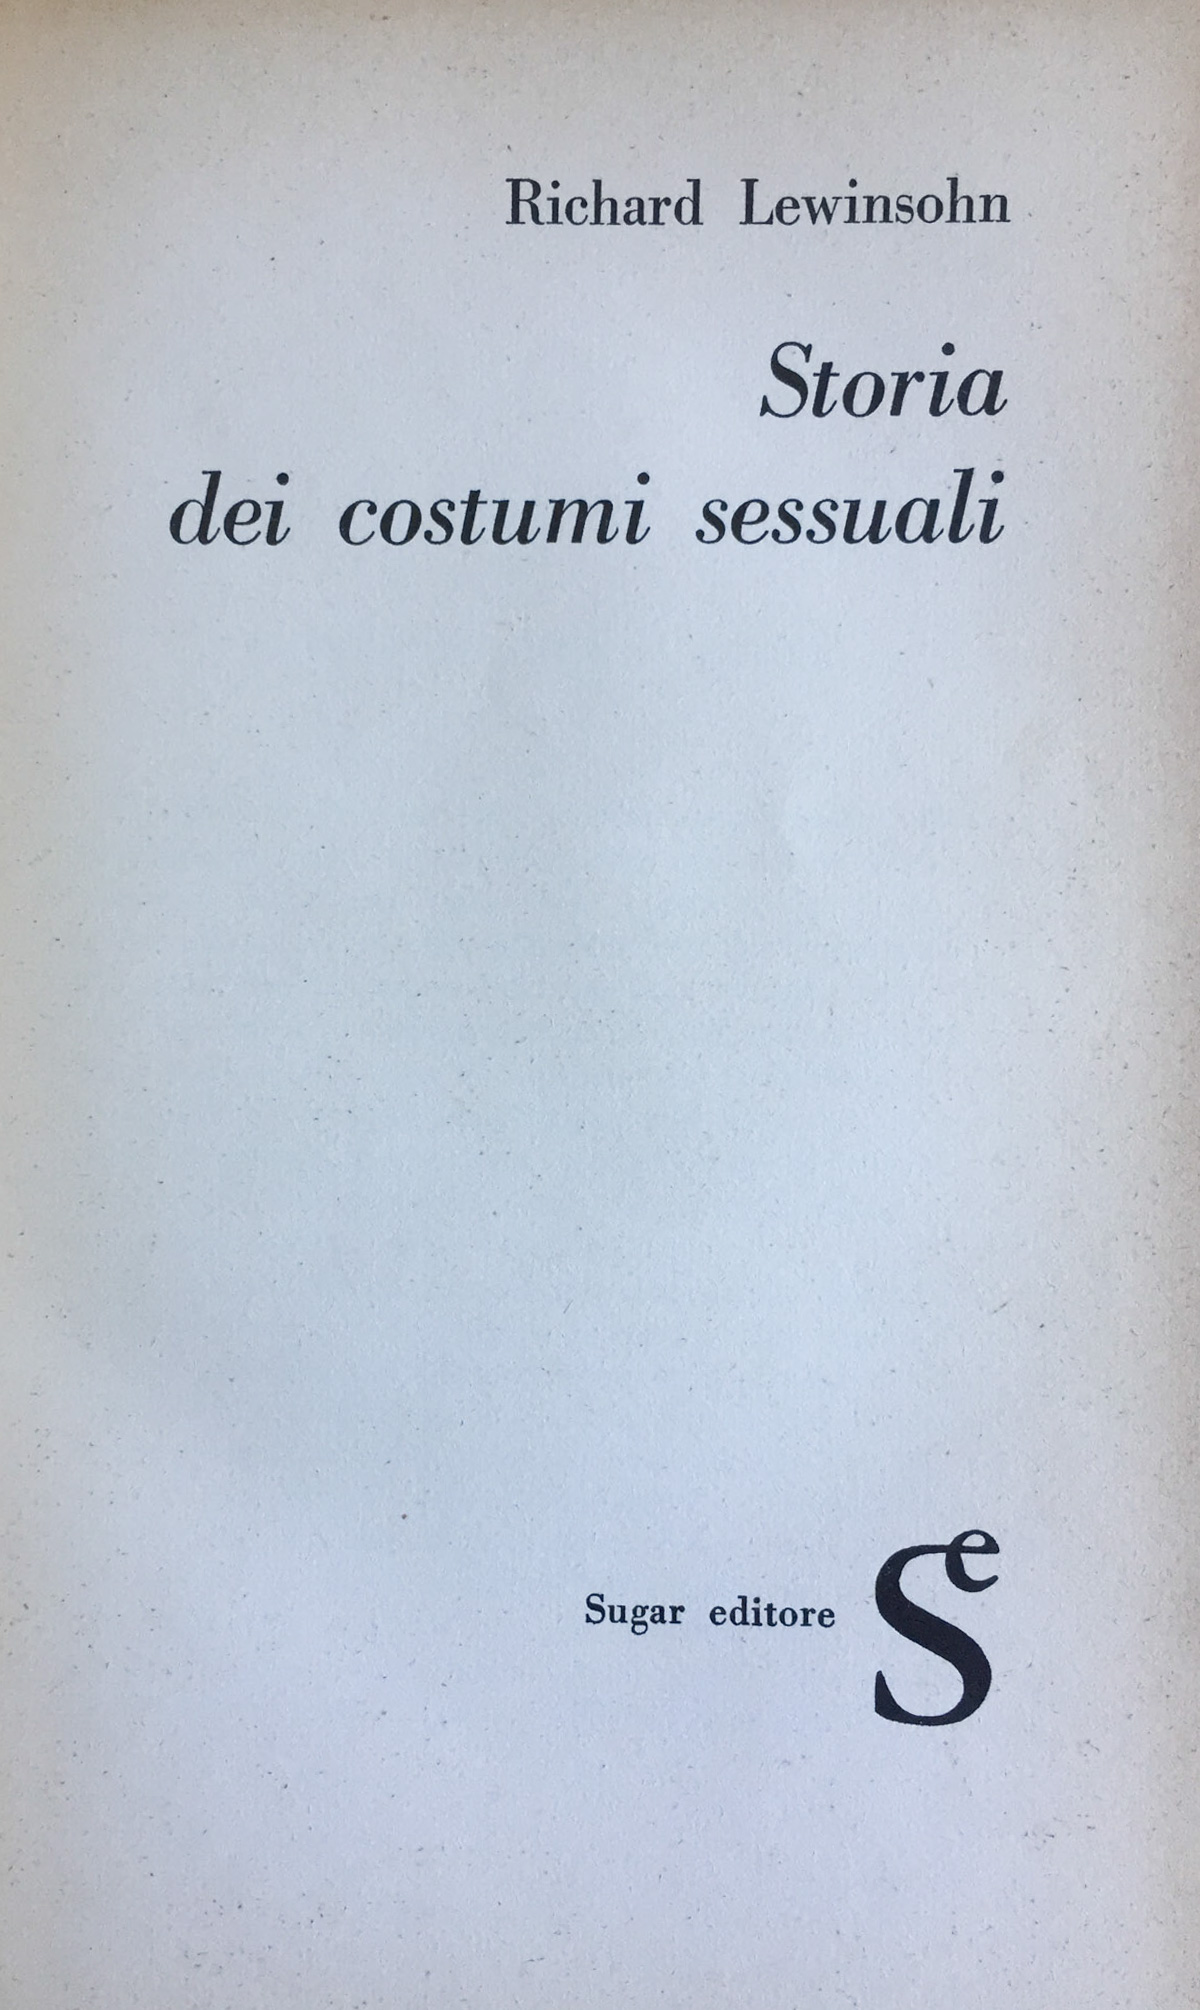 Richard Lewinsohn
Storia
dei costumi sessuali
Sugar editore
Se